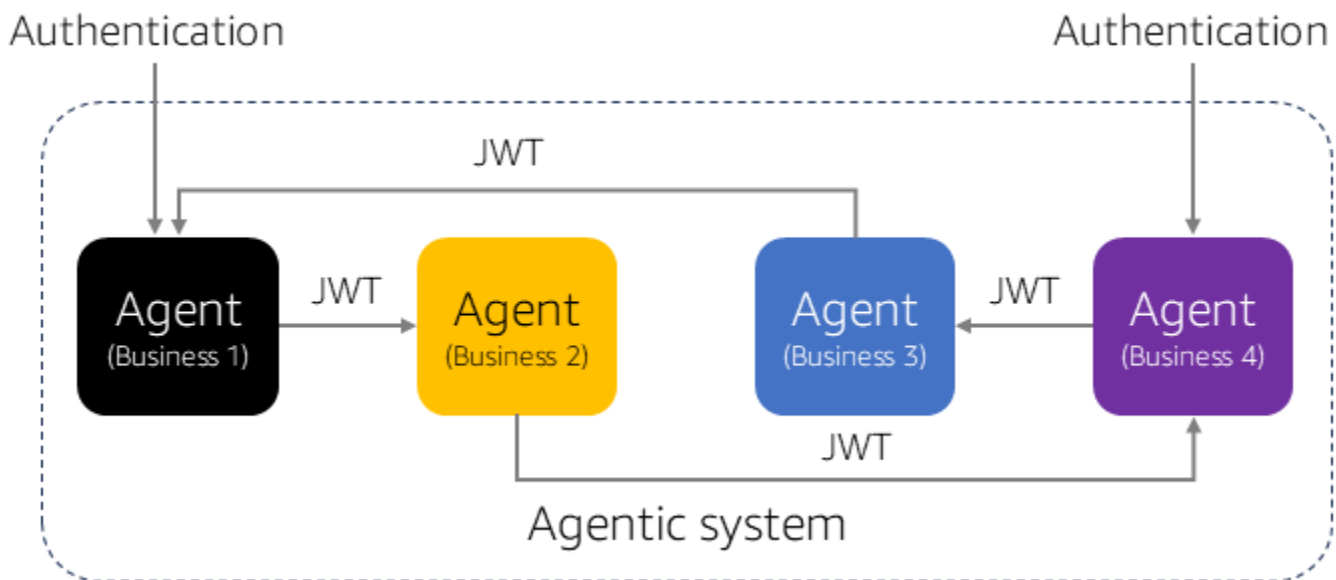 Authentication
Authentication
JWT
Agent
(Business 1)
JWT
Agent
(Business 2)
Agent
(Business 3)
JWT
Agent
(Business 4)
JWT
Agentic system